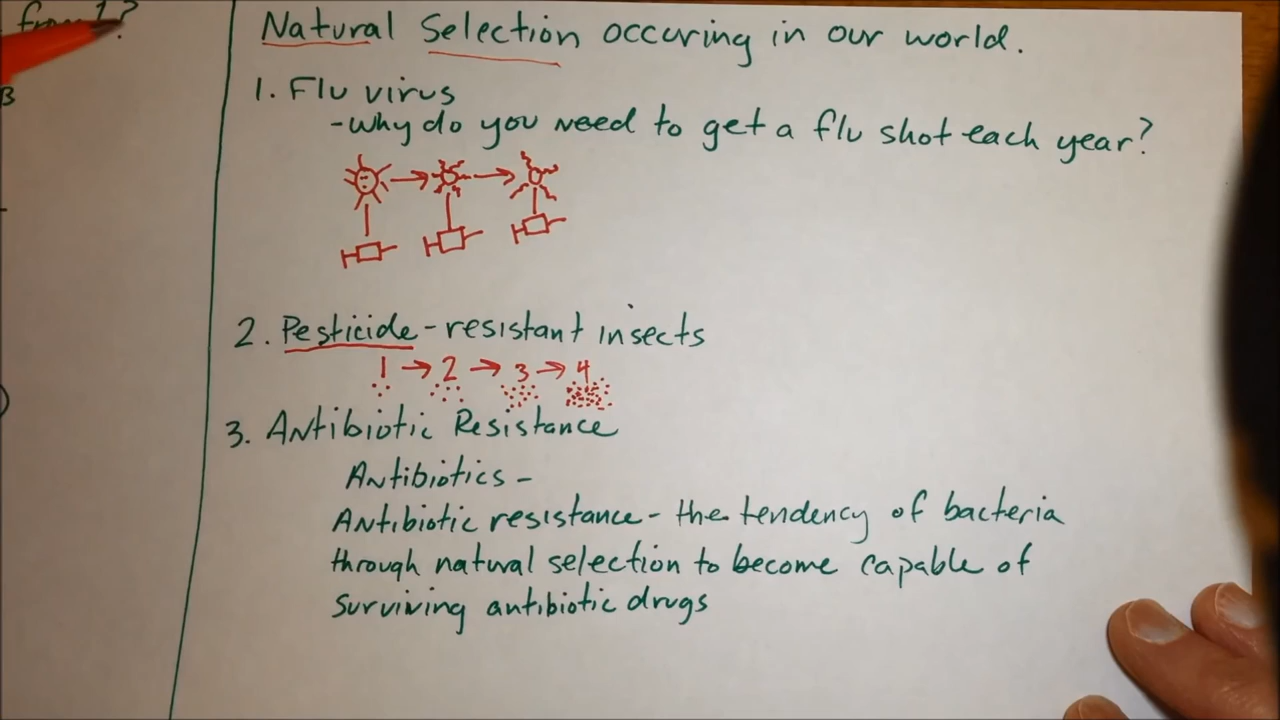 from 1?
B
Natural Selection occuring in our world.
1. Flu virus
-Why do you need to get a flu shot each year?
2. Pesticide-resistant insects
1 → 2 → 3 → 4
3. Antibiotic Resistance
Antibiotics -
Antibiotic resistance - the tendency of bacteria
through natural selection to become capable of
surviving antibiotic drugs